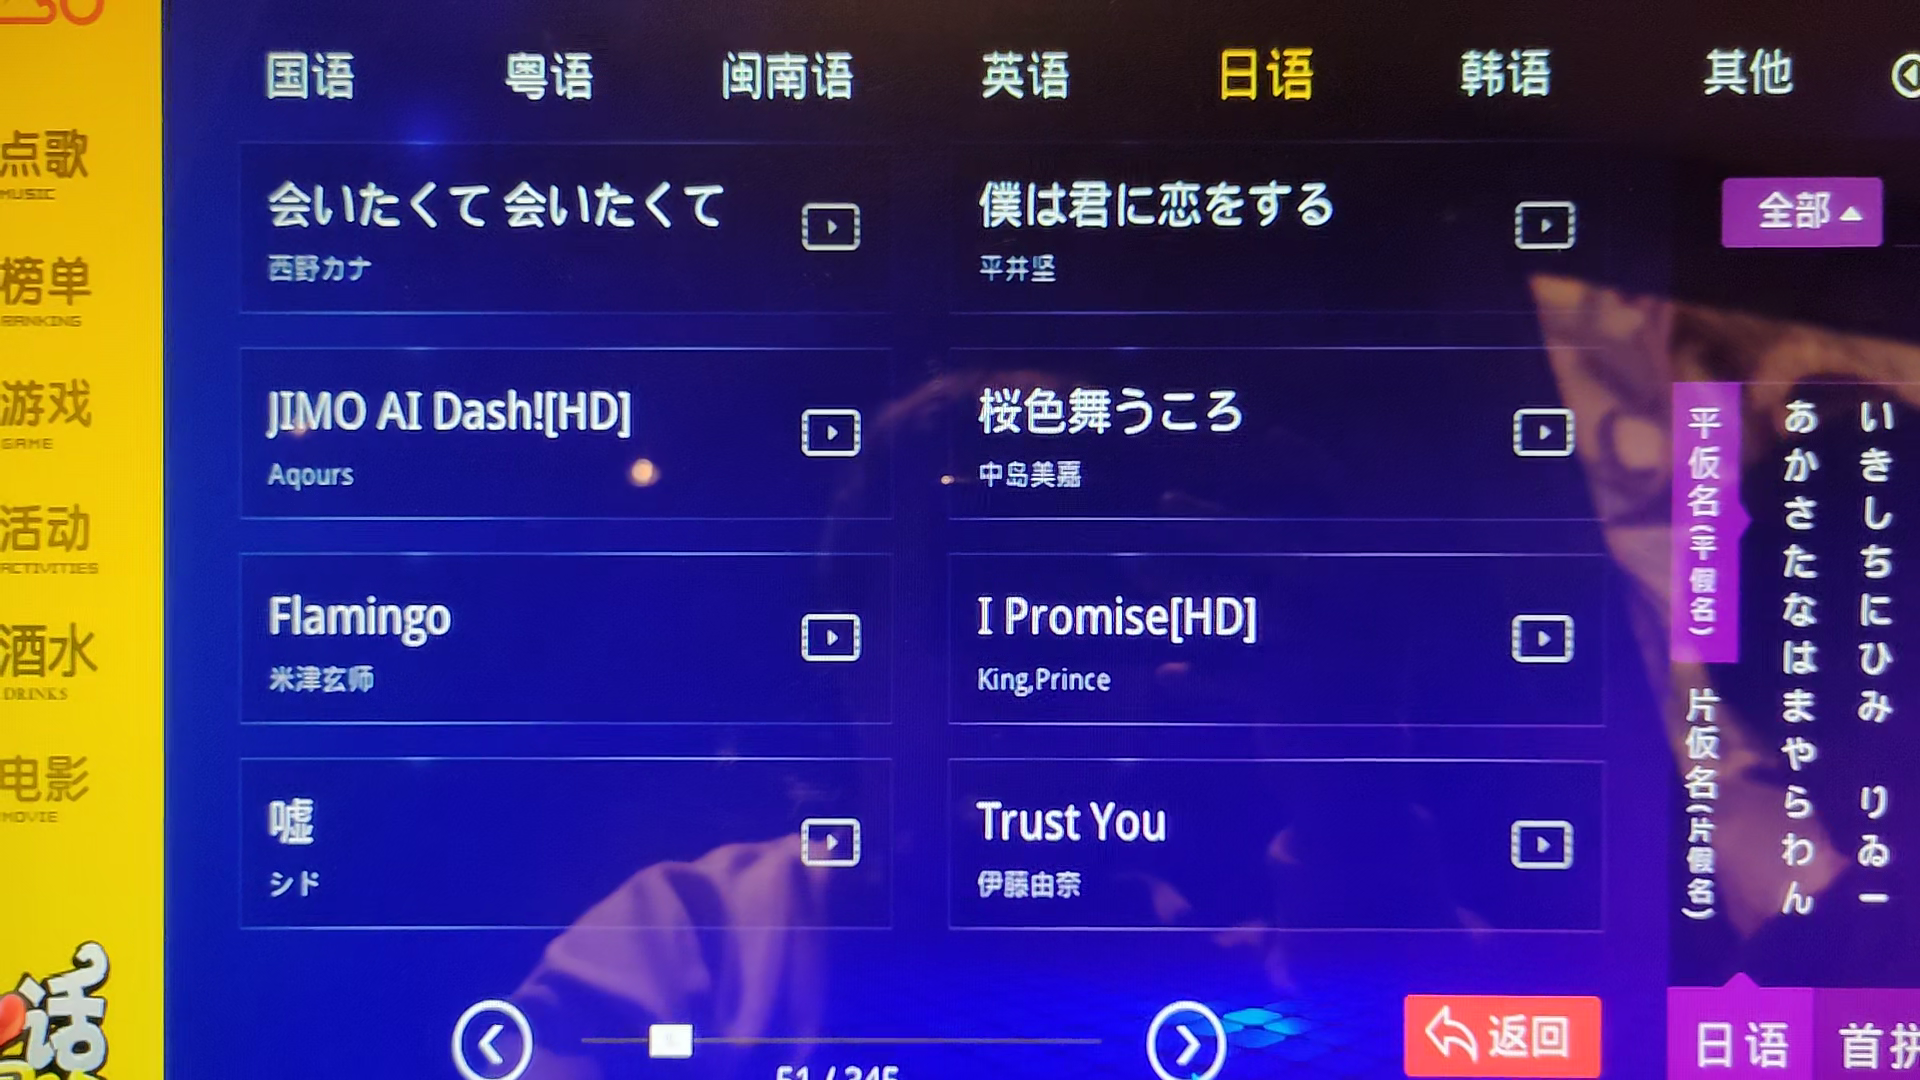 国语 粤语 闽南语 英语 日语 韩语 其他
点歌
MUSIC
榜单
RANKING
游戏
GAME
活动
ACTIVITIES
酒水
DRINKS
电影
MOVIE
话
会いたくて 会いたくて
西野カナ
僕は君に恋をする
平井坚
JIMO AI Dash![HD]
Aqours
桜色舞うころ
中岛美嘉
Flamingo
米津玄师
I Promise[HD]
King,Prince
嘘
シド
Trust You
伊藤由奈
51 / 345
返回
全部
平仮名(平假名)
片仮名(片假名)
あかさたなはまやらわん
いきしちにひみ りゐー
日语
首拼